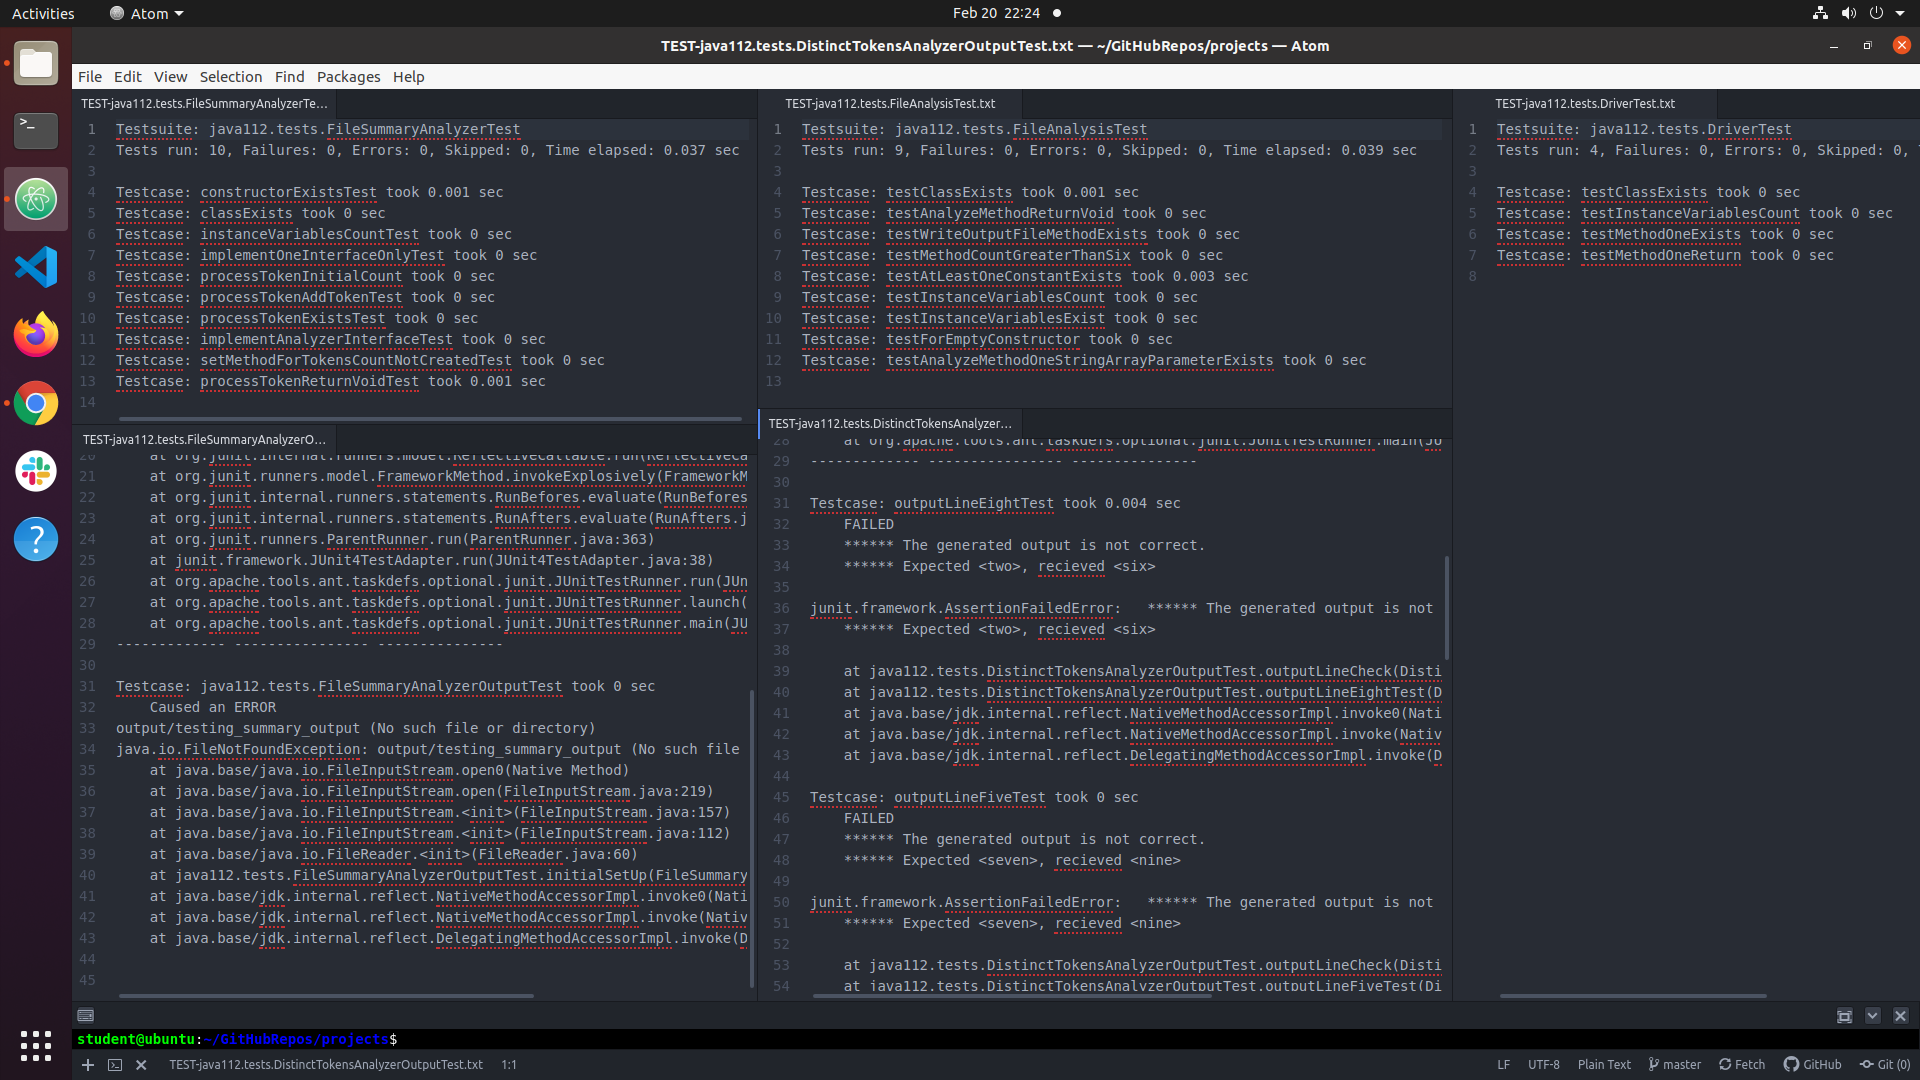 Activities
Atom
Feb 20 22:24
TEST-java112.tests.DistinctTokensAnalyzerOutputTest.txt — ~/GitHubRepos/projects — Atom
File Edit View Selection Find Packages Help
TEST-java112.tests.FileSummaryAnalyzerTe...
1 Testsuite: java112.tests.FileSummaryAnalyzerTest
2 Tests run: 10, Failures: 0, Errors: 0, Skipped: 0, Time elapsed: 0.037 sec
3
4 Testcase: constructorExistsTest took 0.001 sec
5 Testcase: classExists took 0 sec
6 Testcase: instanceVariablesCountTest took 0 sec
7 Testcase: implementOneInterfaceOnlyTest took 0 sec
8 Testcase: processTokenInitialCount took 0 sec
9 Testcase: processTokenAddTokenTest took 0 sec
10 Testcase: processTokenExistsTest took 0 sec
11 Testcase: implementAnalyzerInterfaceTest took 0 sec
12 Testcase: setMethodForTokensCountNotCreatedTest took 0 sec
13 Testcase: processTokenReturnVoidTest took 0.001 sec
14
TEST-java112.tests.FileAnalysisTest.txt
1 Testsuite: java112.tests.FileAnalysisTest
2 Tests run: 9, Failures: 0, Errors: 0, Skipped: 0, Time elapsed: 0.039 sec
3
4 Testcase: testClassExists took 0.001 sec
5 Testcase: testAnalyzeMethodReturnVoid took 0 sec
6 Testcase: testWriteOutputFileMethodExists took 0 sec
7 Testcase: testMethodCountGreaterThanSix took 0 sec
8 Testcase: testAtLeastOneConstantExists took 0.003 sec
9 Testcase: testInstanceVariablesCount took 0 sec
10 Testcase: testInstanceVariablesExist took 0 sec
11 Testcase: testForEmptyConstructor took 0 sec
12 Testcase: testAnalyzeMethodOneStringArrayParameterExists took 0 sec
13
TEST-java112.tests.DriverTest.txt
1 Testsuite: java112.tests.DriverTest
2 Tests run: 4, Failures: 0, Errors: 0, Skipped: 0,
3
4 Testcase: testClassExists took 0 sec
5 Testcase: testInstanceVariablesCount took 0 sec
6 Testcase: testMethodOneExists took 0 sec
7 Testcase: testMethodOneReturn took 0 sec
8
TEST-java112.tests.FileSummaryAnalyzerO...
20 at org.junit.internal.runners.model.ReflectiveCallable.run(ReflectiveCa
21 at org.junit.runners.model.FrameworkMethod.invokeExplosively(FrameworkM
22 at org.junit.internal.runners.statements.RunBefores.evaluate(RunBefores
23 at org.junit.internal.runners.statements.RunAfters.evaluate(RunAfters.j
24 at org.junit.runners.ParentRunner.run(ParentRunner.java:363)
25 at junit.framework.JUnit4TestAdapter.run(JUnit4TestAdapter.java:38)
26 at org.apache.tools.ant.taskdefs.optional.junit.JUnitTestRunner.run(JUn
27 at org.apache.tools.ant.taskdefs.optional.junit.JUnitTestRunner.launch(
28 at org.apache.tools.ant.taskdefs.optional.junit.JUnitTestRunner.main(JU
29 ------------- ---------------- ---------------
30
31 Testcase: java112.tests.FileSummaryAnalyzerOutputTest took 0 sec
32 Caused an ERROR
33 output/testing_summary_output (No such file or directory)
34 java.io.FileNotFoundException: output/testing_summary_output (No such file
35 at java.base/java.io.FileInputStream.open0(Native Method)
36 at java.base/java.io.FileInputStream.open(FileInputStream.java:219)
37 at java.base/java.io.FileInputStream.<init>(FileInputStream.java:157)
38 at java.base/java.io.FileInputStream.<init>(FileInputStream.java:112)
39 at java.base/java.io.FileReader.<init>(FileReader.java:60)
40 at java112.tests.FileSummaryAnalyzerOutputTest.initialSetUp(FileSummary
41 at java.base/jdk.internal.reflect.NativeMethodAccessorImpl.invoke0(Nati
42 at java.base/jdk.internal.reflect.NativeMethodAccessorImpl.invoke(Nativ
43 at java.base/jdk.internal.reflect.DelegatingMethodAccessorImpl.invoke(D
44
45
TEST-java112.tests.DistinctTokensAnalyzer...
28 at org.apache.tools.ant.taskdefs.optional.junit.JUnitTestRunner.main(JU
29 ------------- ---------------- ---------------
30
31 Testcase: outputLineEightTest took 0.004 sec
32 FAILED
33 ****** The generated output is not correct.
34 ****** Expected <two>, recieved <six>
35
36 junit.framework.AssertionFailedError: ****** The generated output is not
37 ****** Expected <two>, recieved <six>
38
39 at java112.tests.DistinctTokensAnalyzerOutputTest.outputLineCheck(Disti
40 at java112.tests.DistinctTokensAnalyzerOutputTest.outputLineEightTest(D
41 at java.base/jdk.internal.reflect.NativeMethodAccessorImpl.invoke0(Nati
42 at java.base/jdk.internal.reflect.NativeMethodAccessorImpl.invoke(Nativ
43 at java.base/jdk.internal.reflect.DelegatingMethodAccessorImpl.invoke(D
44
45 Testcase: outputLineFiveTest took 0 sec
46 FAILED
47 ****** The generated output is not correct.
48 ****** Expected <seven>, recieved <nine>
49
50 junit.framework.AssertionFailedError: ****** The generated output is not
51 ****** Expected <seven>, recieved <nine>
52
53 at java112.tests.DistinctTokensAnalyzerOutputTest.outputLineCheck(Disti
54 at java112.tests.DistinctTokensAnalyzerOutputTest.outputLineFiveTest(Di
student@ubuntu:~/GitHubRepos/projects$
TEST-java112.tests.DistinctTokensAnalyzerOutputTest.txt 1:1
LF UTF-8 Plain Text master Fetch GitHub Git (0)